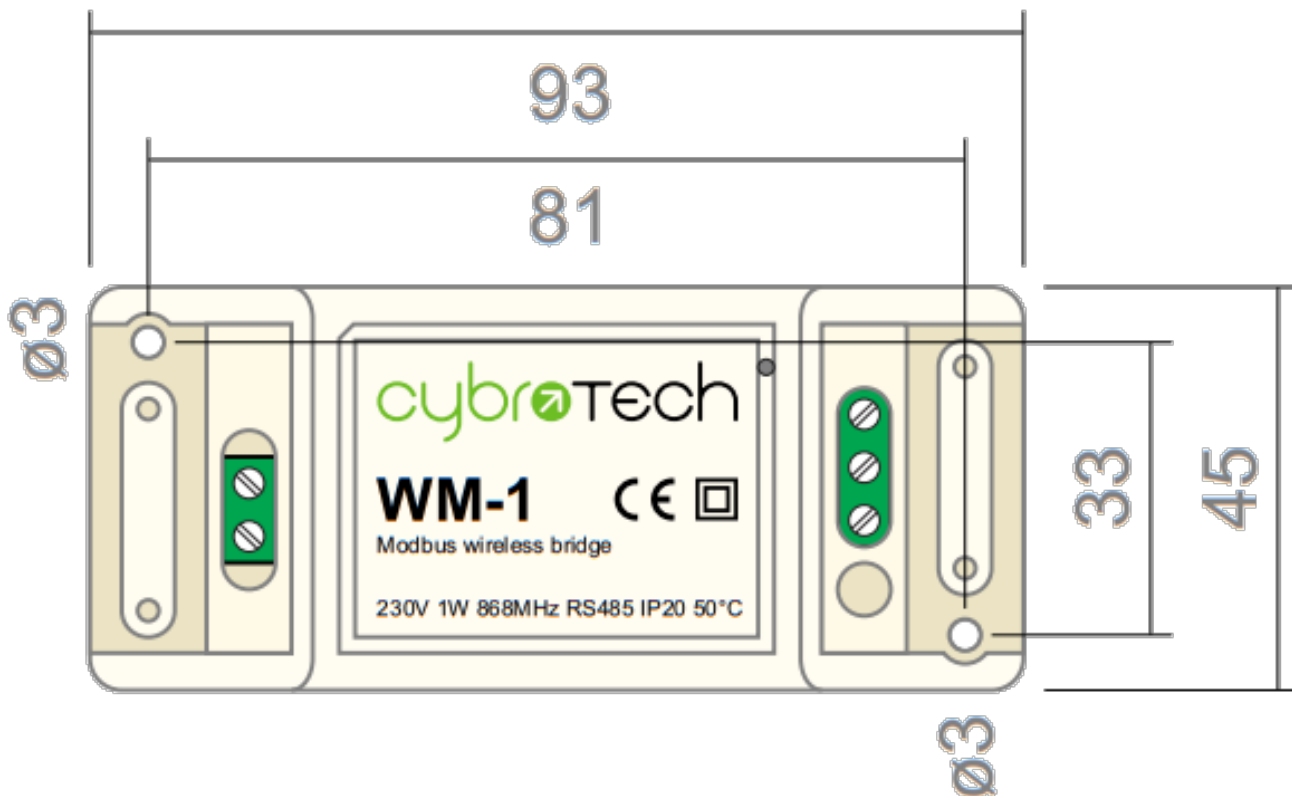 93
81
ø3
cybrotech
WM-1 CE
Modbus wireless bridge
230V 1W 868MHz RS485 IP20 50°C
33
45
ø3